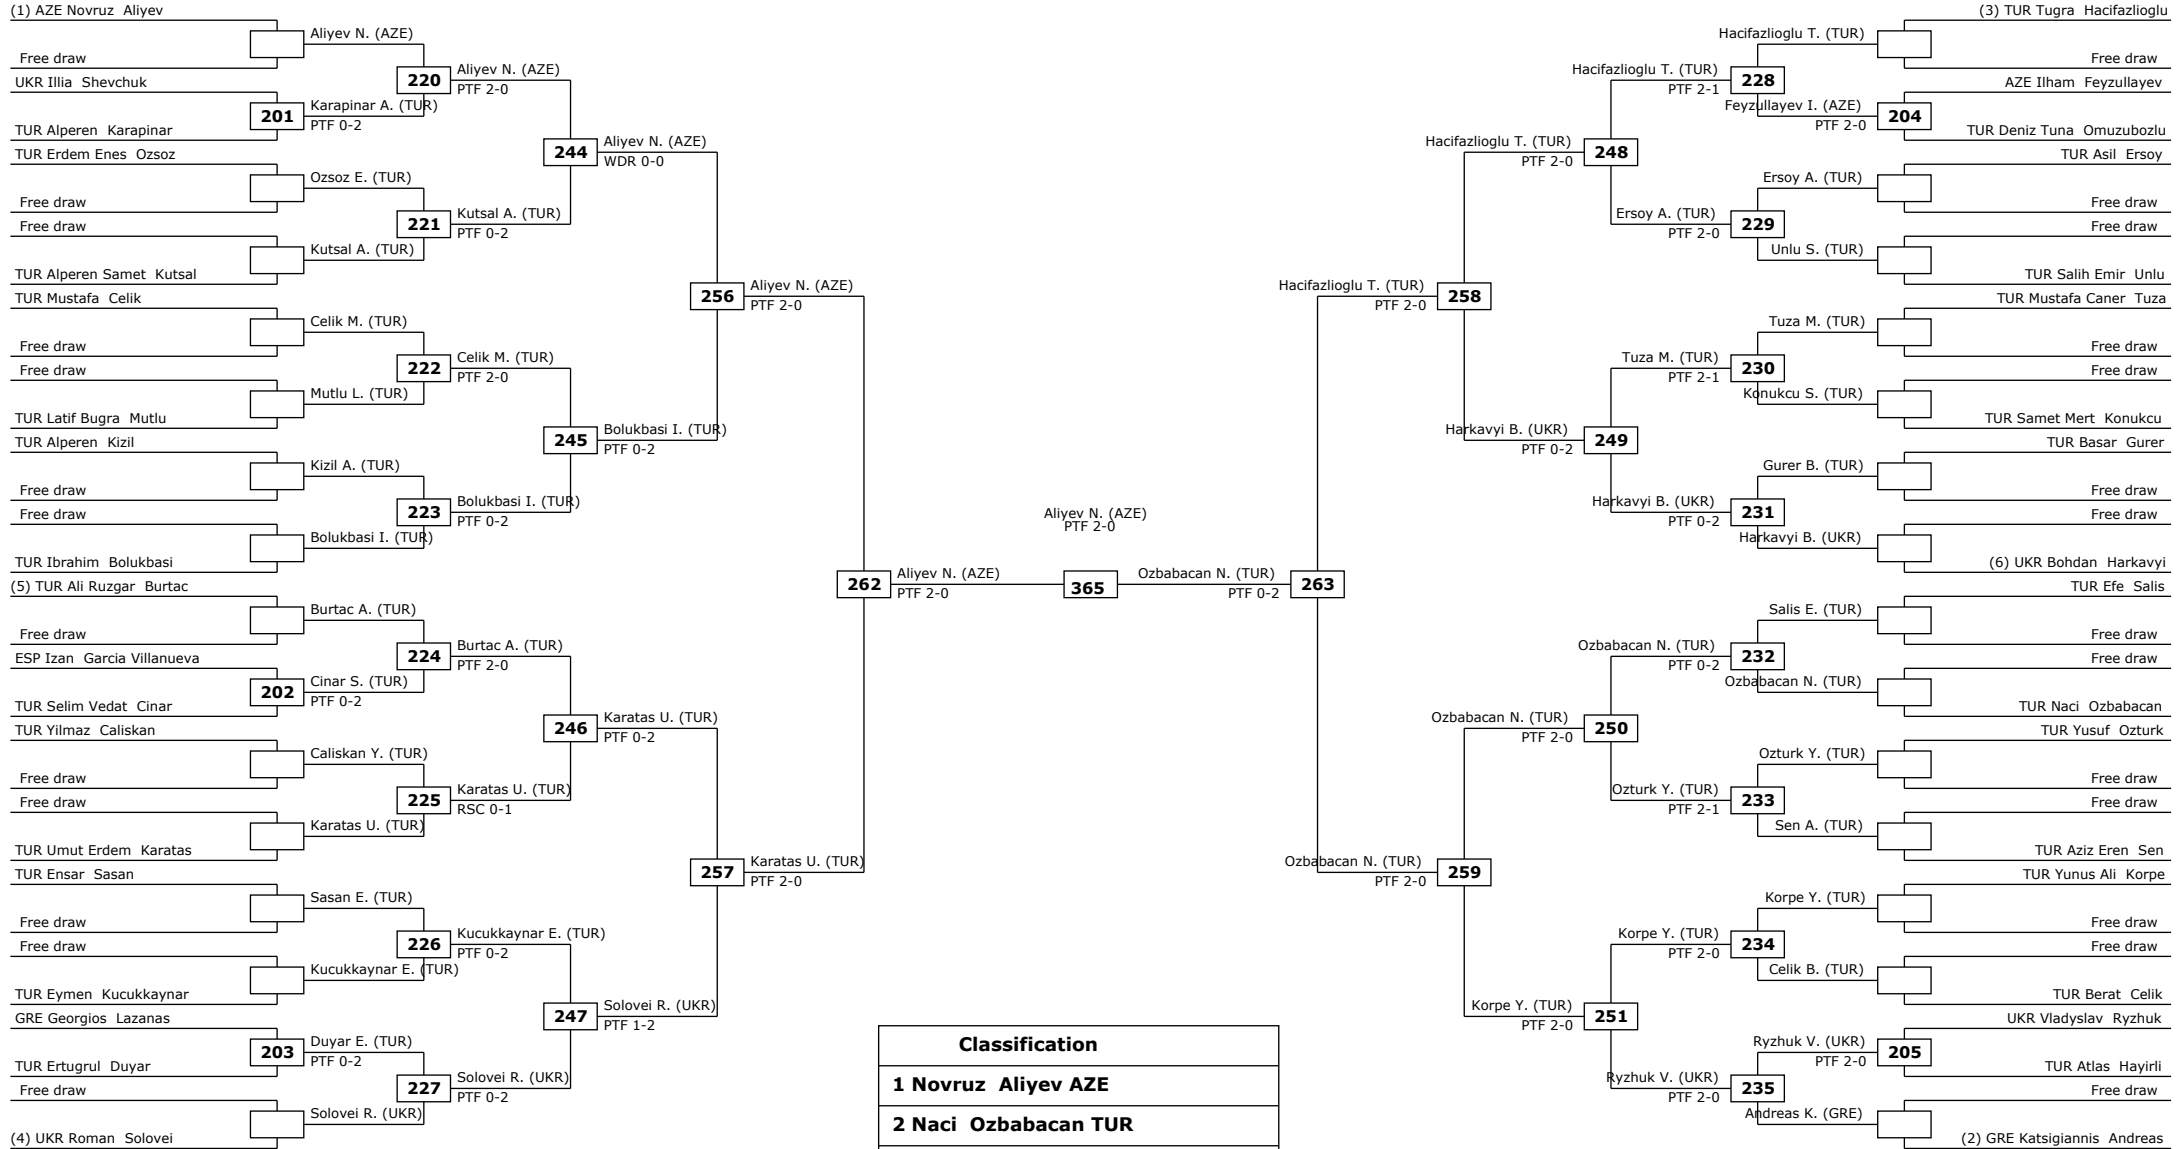 (1) AZE Novruz Aliyev
Free draw
UKR Illia Shevchuk
TUR Alperen Karapinar
TUR Erdem Enes Ozsoz
Free draw
Free draw
TUR Alperen Samet Kutsal
TUR Mustafa Celik
Free draw
Free draw
TUR Latif Bugra Mutlu
TUR Alperen Kizil
Free draw
Free draw
TUR Ibrahim Bolukbasi
(5) TUR Ali Ruzgar Burtac
Free draw
ESP Izan Garcia Villanueva
TUR Selim Vedat Cinar
TUR Yilmaz Caliskan
Free draw
Free draw
TUR Umut Erdem Karatas
TUR Ensar Sasan
Free draw
Free draw
TUR Eymen Kucukkaynar
GRE Georgios Lazanas
TUR Ertugrul Duyar
Free draw
(4) UKR Roman Solovei
Aliyev N. (AZE)
201
Karapinar A. (TUR)
PTF 0-2
Ozsoz E. (TUR)
Kutsal A. (TUR)
Celik M. (TUR)
Mutlu L. (TUR)
Kizil A. (TUR)
Bolukbasi I. (TUR)
Burtac A. (TUR)
202
Cinar S. (TUR)
PTF 0-2
Caliskan Y. (TUR)
Karatas U. (TUR)
Sasan E. (TUR)
Kucukkaynar E. (TUR)
203
Duyar E. (TUR)
PTF 0-2
Solovei R. (UKR)
220
Aliyev N. (AZE)
PTF 2-0
221
Kutsal A. (TUR)
PTF 0-2
222
Celik M. (TUR)
PTF 2-0
223
Bolukbasi I. (TUR)
PTF 0-2
224
Burtac A. (TUR)
PTF 2-0
225
Karatas U. (TUR)
RSC 0-1
226
Kucukkaynar E. (TUR)
PTF 0-2
227
Solovei R. (UKR)
PTF 0-2
244
Aliyev N. (AZE)
WDR 0-0
245
Bolukbasi I. (TUR)
PTF 0-2
246
Karatas U. (TUR)
PTF 0-2
247
Solovei R. (UKR)
PTF 1-2
256
Aliyev N. (AZE)
PTF 2-0
257
Karatas U. (TUR)
PTF 2-0
262
Aliyev N. (AZE)
PTF 2-0
Aliyev N. (AZE)
PTF 2-0
365
Ozbabacan N. (TUR)
PTF 0-2
263
Hacifazlioglu T. (TUR)
PTF 2-0
258
Ozbabacan N. (TUR)
PTF 2-0
259
Hacifazlioglu T. (TUR)
PTF 2-0
248
Harkavyi B. (UKR)
PTF 0-2
249
Ozbabacan N. (TUR)
PTF 2-0
250
Korpe Y. (TUR)
PTF 2-0
251
Hacifazlioglu T. (TUR)
PTF 2-1
228
Ersoy A. (TUR)
PTF 2-0
229
Tuza M. (TUR)
PTF 2-1
230
Harkavyi B. (UKR)
PTF 0-2
231
Ozbabacan N. (TUR)
PTF 0-2
232
Ozturk Y. (TUR)
PTF 2-1
233
Korpe Y. (TUR)
PTF 2-0
234
Ryzhuk V. (UKR)
PTF 2-0
235
Hacifazlioglu T. (TUR)
Feyzullayev I. (AZE)
PTF 2-0
204
Ersoy A. (TUR)
Unlu S. (TUR)
Tuza M. (TUR)
Konukcu S. (TUR)
Gurer B. (TUR)
Harkavyi B. (UKR)
Salis E. (TUR)
Ozbabacan N. (TUR)
Ozturk Y. (TUR)
Sen A. (TUR)
Korpe Y. (TUR)
Celik B. (TUR)
Ryzhuk V. (UKR)
PTF 2-0
205
Andreas K. (GRE)
(3) TUR Tugra Hacifazlioglu
Free draw
AZE Ilham Feyzullayev
TUR Deniz Tuna Omuzubozlu
TUR Asil Ersoy
Free draw
Free draw
TUR Salih Emir Unlu
TUR Mustafa Caner Tuza
Free draw
Free draw
TUR Samet Mert Konukcu
TUR Basar Gurer
Free draw
Free draw
(6) UKR Bohdan Harkavyi
TUR Efe Salis
Free draw
Free draw
TUR Naci Ozbabacan
TUR Yusuf Ozturk
Free draw
Free draw
TUR Aziz Eren Sen
TUR Yunus Ali Korpe
Free draw
Free draw
TUR Berat Celik
UKR Vladyslav Ryzhuk
TUR Atlas Hayirli
Free draw
(2) GRE Katsigiannis Andreas
Classification
1 Novruz Aliyev AZE
2 Naci Ozbabacan TUR